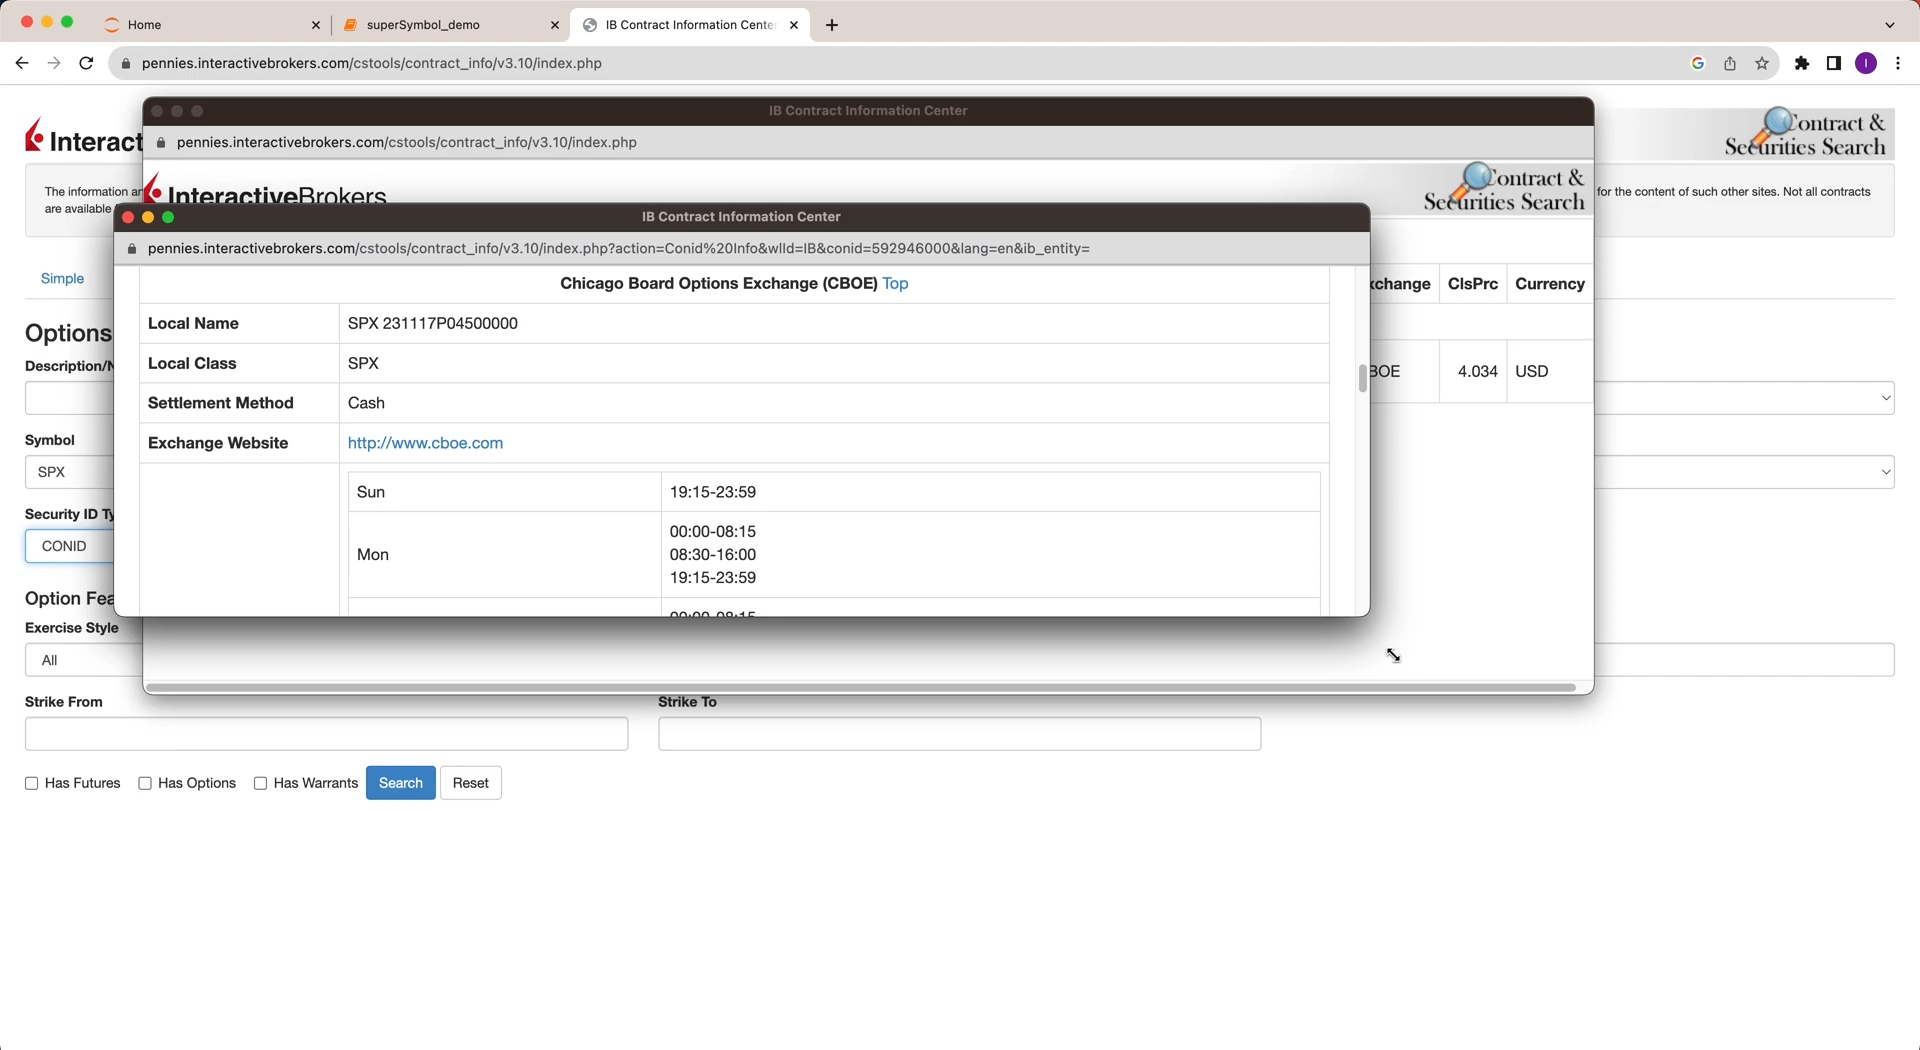 Home
superSymbol_demo
IB Contract Information Cente
pennies.interactivebrokers.com/cstools/contract_info/v3.10/index.php
IB Contract Information Center
pennies.interactivebrokers.com/cstools/contract_info/v3.10/index.php
Interact
Contract &
Securities Search
InteractiveBrokers
Contract &
Securities Search
The information
are available
for the content of such other sites. Not all contracts
IB Contract Information Center
pennies.interactivebrokers.com/cstools/contract_info/v3.10/index.php?action=Conid%20Info&wlId=IB&conid=592946000&lang=en&ib_entity=
Simple
Chicago Board Options Exchange (CBOE) Top
change ClsPrc Currency
Local Name SPX 231117P04500000
Local Class SPX
BOE 4.034 USD
Settlement Method Cash
Exchange Website http://www.cboe.com
Sun 19:15-23:59
Mon 00:00-08:15
08:30-16:00
19:15-23:59
00:00-08:15
Options
Description/N
Symbol
SPX
Security ID Ty
CONID
Option Fea
Exercise Style
All
Strike From Strike To
Has Futures Has Options Has Warrants Search Reset